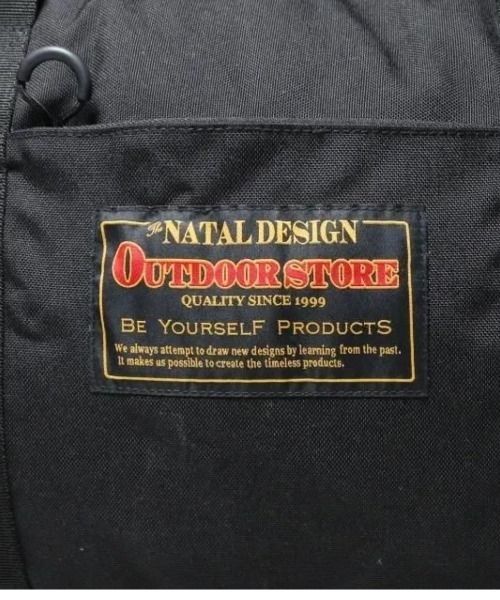 The NATAL DESIGN
OUTDOOR STORE
QUALITY SINCE 1999
BE YOURSELF PRODUCTS
We always attempt to draw new designs by learning from the past.
It makes us possible to create the timeless products.